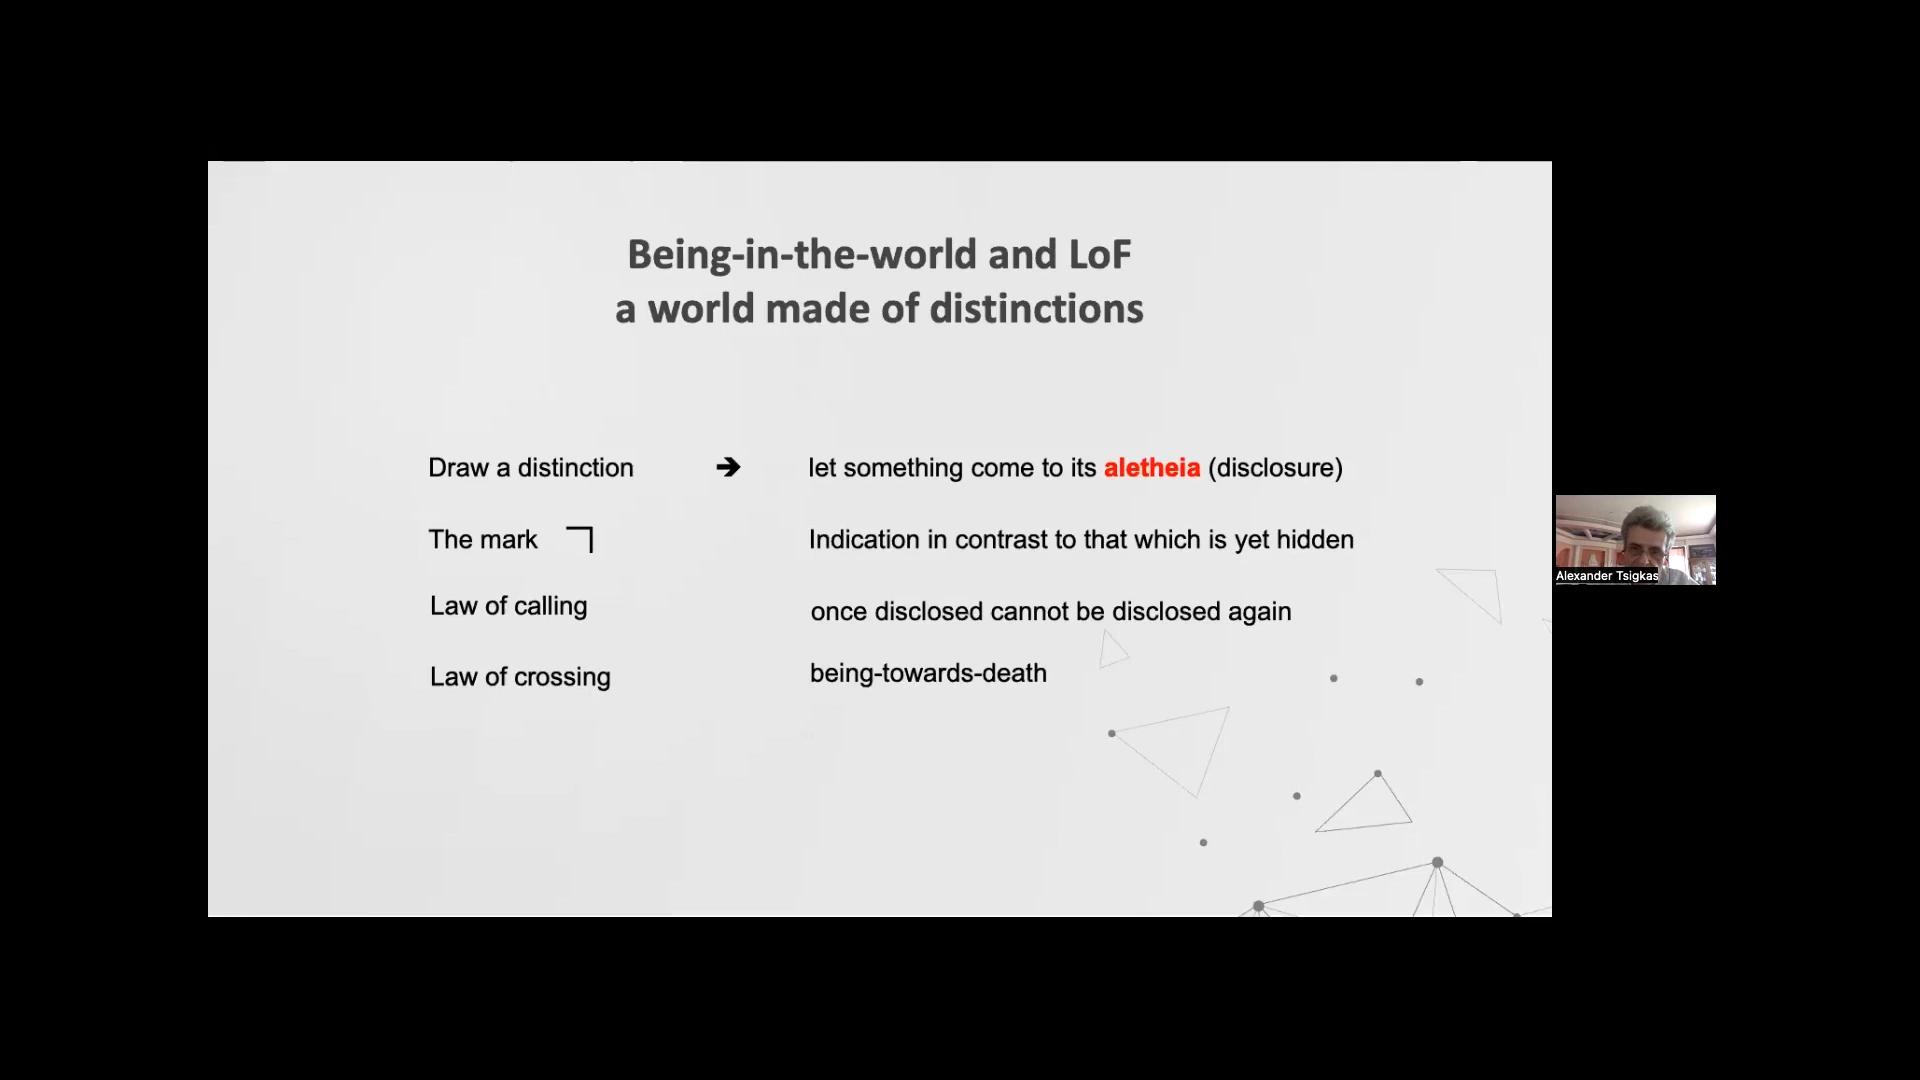 Being-in-the-world and LoF
a world made of distinctions
Draw a distinction ➔ let something come to its aletheia (disclosure)
The mark Indication in contrast to that which is yet hidden
Law of calling once disclosed cannot be disclosed again
Law of crossing being-towards-death
Alexander Tsigkas